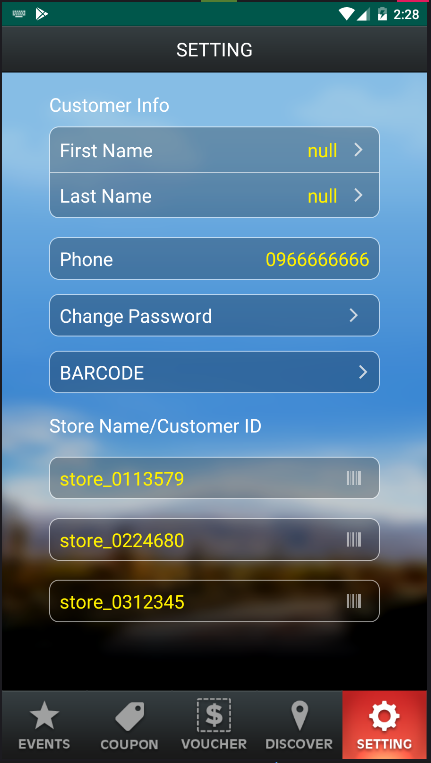 2:28
SETTING
Customer Info
First Name null
Last Name null
Phone 0966666666
Change Password
BARCODE
Store Name/Customer ID
store_0113579
store_0224680
store_0312345
EVENTS COUPON VOUCHER DISCOVER SETTING